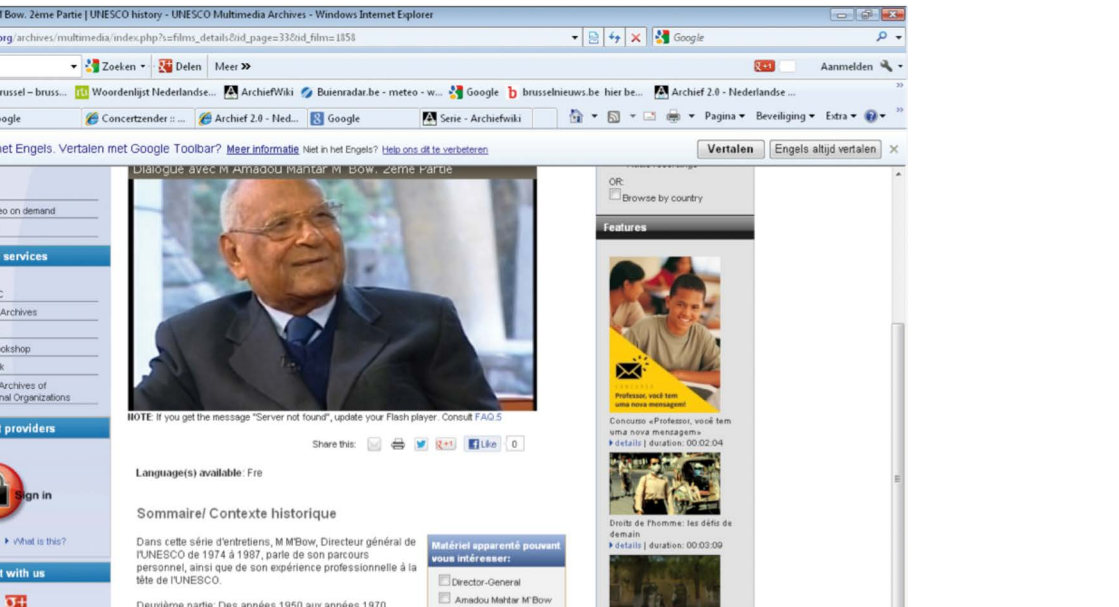 M'Bow. 2ème Partie | UNESCO history - UNESCO Multimedia Archives - Windows Internet Explorer
org/archives/multimedia/index.php?s=films_details&id_page=33&id_film=1858
Google
Zoeken
Delen
Meer »
+1
Aanmelden
russel – bruss...
Woordenlijst Nederlandse...
ArchiefWiki
Buienradar.be - meteo - w...
Google
brusselnieuws.be hier be...
Archief 2.0 - Nederlandse ...
ogle
Concertzender :: ...
Archief 2.0 - Ned...
Google
Serie - Archiefwiki
Pagina
Beveiliging
Extra
et Engels. Vertalen met Google Toolbar? Meer informatie Niet in het Engels? Help ons dit te verbeteren
Vertalen
Engels altijd vertalen
eo on demand
services
Archives
okshop
k
Archives of
nal Organizations
t providers
Sign in
What is this?
t with us
Dialogue avec M Amadou Mahtar M'Bow. 2ème Partie
NOTE: If you get the message "Server not found", update your Flash player. Consult FAQ.5
Share this:
+1
Like
0
Language(s) available: Fre
Sommaire/ Contexte historique
Dans cette série d'entretiens, M M'Bow, Directeur général de
l'UNESCO de 1974 à 1987, parle de son parcours
personnel, ainsi que de son expérience professionnelle à la
tête de l'UNESCO.
Deuxième partie: Des années 1950 aux années 1970
Matériel apparenté pouvant
vous intéresser:
Director-General
Amadou Mahtar M'Bow
OR:
Browse by country
Features
Professor, você tem
uma nova mensagem!
Concurso «Professor, você tem
uma nova mensagem»
details | duration: 00:02:04
Droits de l'homme: les défis de
demain
details | duration: 00:03:09